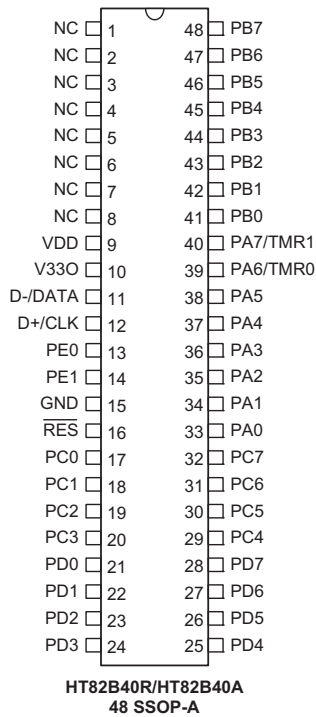 NC 1 48 PB7
NC 2 47 PB6
NC 3 46 PB5
NC 4 45 PB4
NC 5 44 PB3
NC 6 43 PB2
NC 7 42 PB1
NC 8 41 PB0
VDD 9 40 PA7/TMR1
V33O 10 39 PA6/TMR0
D-/DATA 11 38 PA5
D+/CLK 12 37 PA4
PE0 13 36 PA3
PE1 14 35 PA2
GND 15 34 PA1
RES 16 33 PA0
PC0 17 32 PC7
PC1 18 31 PC6
PC2 19 30 PC5
PC3 20 29 PC4
PD0 21 28 PD7
PD1 22 27 PD6
PD2 23 26 PD5
PD3 24 25 PD4
HT82B40R/HT82B40A
48 SSOP-A